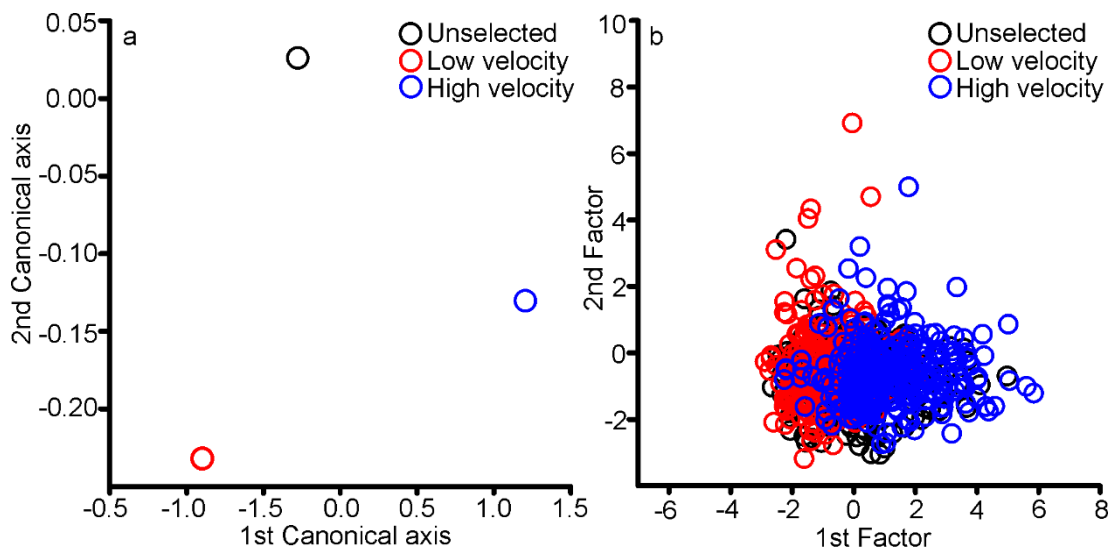 a
Unselected
Low velocity
High velocity
0.05
0.00
-0.05
-0.10
-0.15
-0.20
2nd Canonical axis
-0.5 -1.0 -1.5 0.0 0.5 1.0 1.5
1st Canonical axis
b
Unselected
Low velocity
High velocity
10
8
6
4
2
0
-2
2nd Factor
-6 -4 -2 0 2 4 6 8
1st Factor